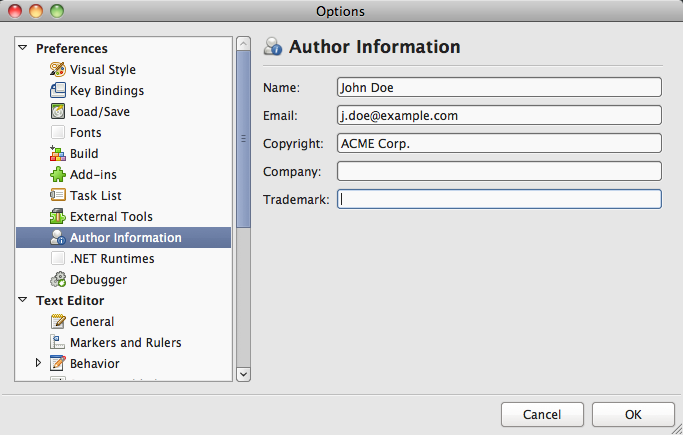 Options
Preferences
Visual Style
Key Bindings
Load/Save
Fonts
Build
Add-ins
Task List
External Tools
Author Information
.NET Runtimes
Debugger
Text Editor
General
Markers and Rulers
Behavior
Author Information
Name: John Doe
Email: j.doe@example.com
Copyright: ACME Corp.
Company:
Trademark:
Cancel
OK